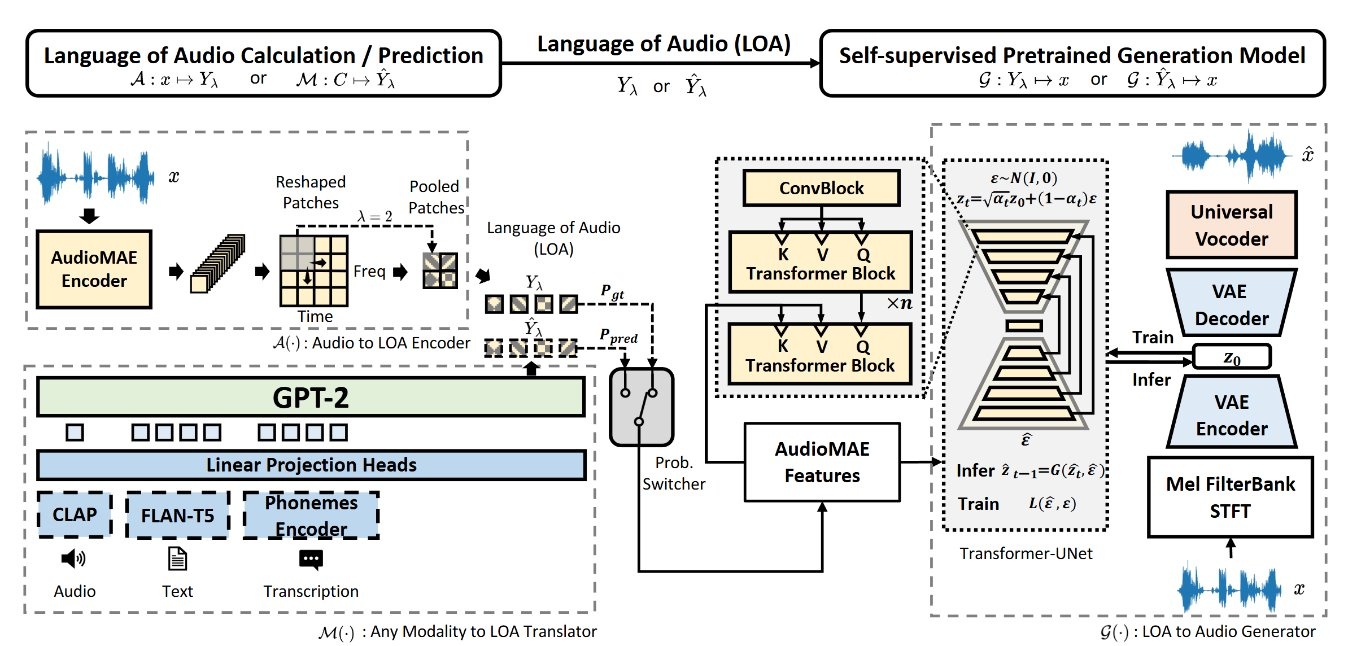 Language of Audio Calculation / Prediction
𝒜 : x ↦ Y_λ or ℳ : C ↦ Ŷ_λ
Language of Audio (LOA)
Y_λ or Ŷ_λ
Self-supervised Pretrained Generation Model
𝒢 : Y_λ ↦ x or 𝒢 : Ŷ_λ ↦ x
x
AudioMAE
Encoder
Reshaped
Patches
λ = 2
Freq
Time
Pooled
Patches
𝒜(·) : Audio to LOA Encoder
Language of Audio
(LOA)
Y_λ
Ŷ_λ
P_gt
P_pred
Prob.
Switcher
GPT-2
Linear Projection Heads
CLAP
FLAN-T5
Phonemes
Encoder
Audio
Text
Transcription
ℳ(·) : Any Modality to LOA Translator
ConvBlock
K V Q
Transformer Block
×n
K V Q
Transformer Block
AudioMAE
Features
ε~N(I, 0)
z_t=√α_t z_0+(1−α_t)ε
ε̂
Infer ẑ_t−1=G(ẑ_t, ε̂)
Train L(ε̂, ε)
Transformer-UNet
Train
Infer
x̂
Universal
Vocoder
VAE
Decoder
z_0
VAE
Encoder
Mel FilterBank
STFT
x
𝒢(·) : LOA to Audio Generator